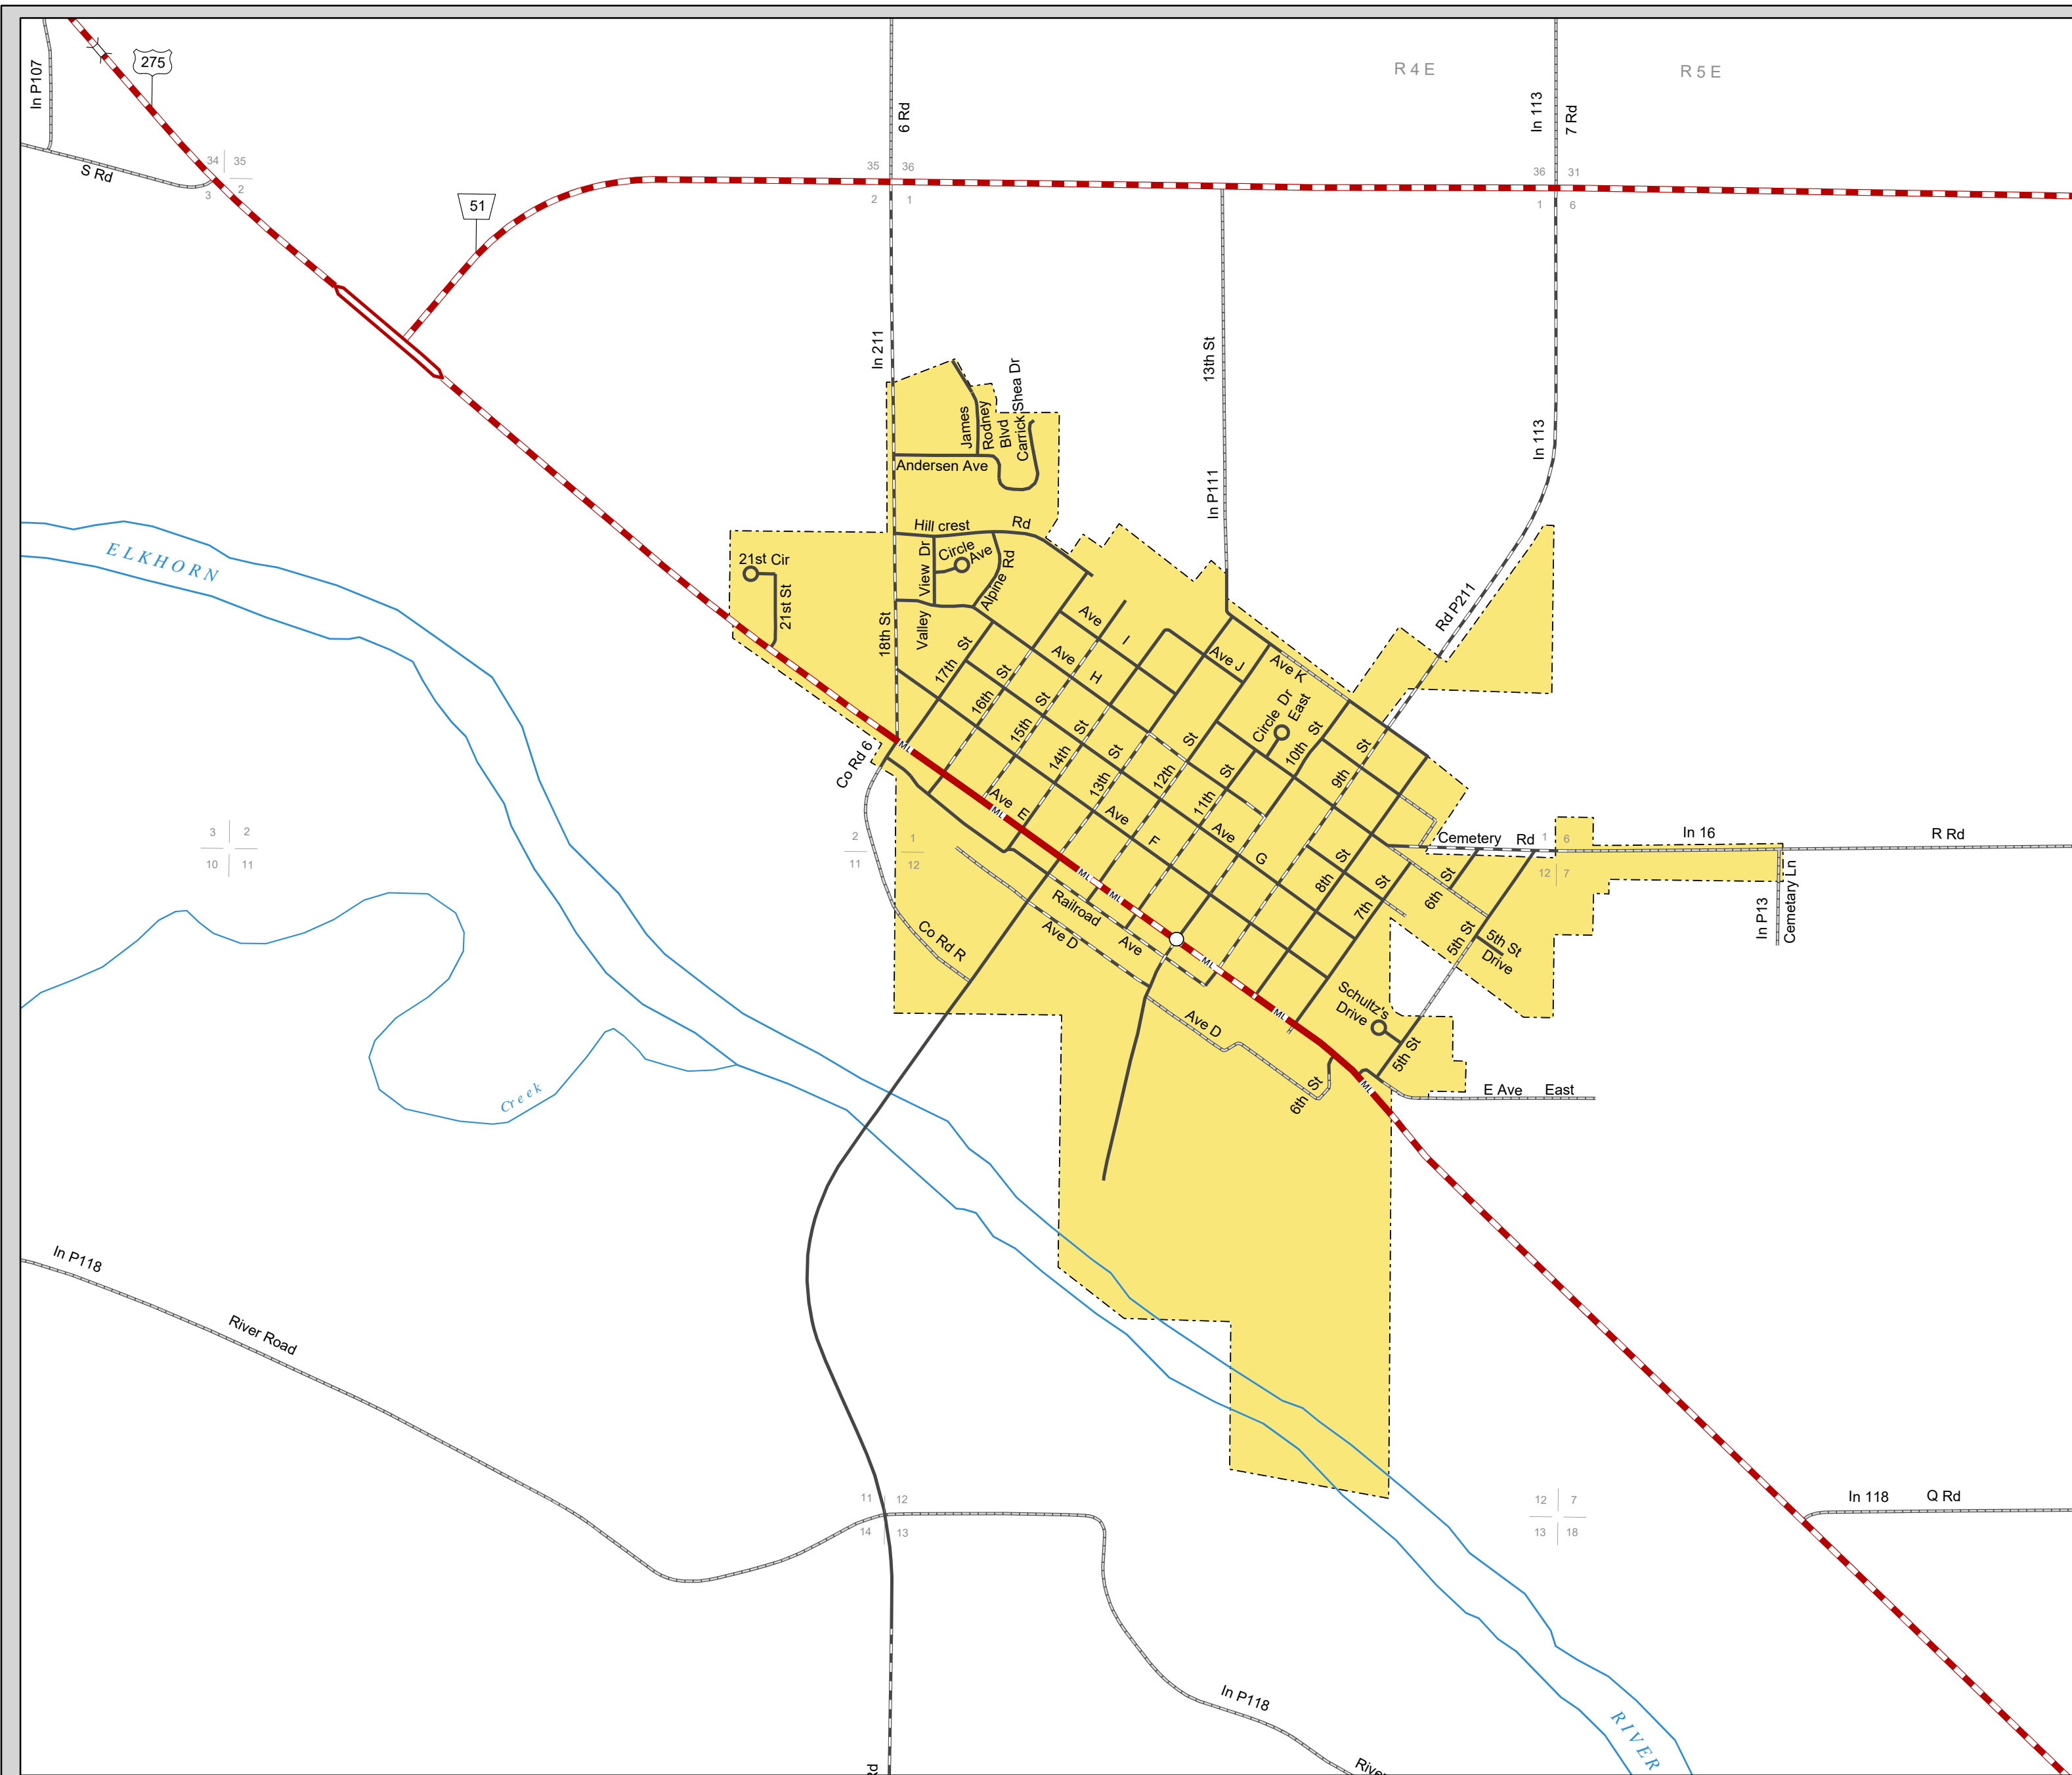 In P107
275
R 4 E
R 5 E
6 Rd
In 113
7 Rd
S Rd
34 35
3 2
51
35 36
2 1
36 31
1 6
In 211
13th St
James
Rodney
Blvd
Carrick Shea Dr
Andersen Ave
In 113
In P111
ELKHORN
Hill crest Rd
21st Cir
21st St
View Dr
Valley
Circle
Ave
Alpine Rd
18th St
Rd P211
Ave I
Ave H
Ave J
Ave K
17th St
16th St
15th St
14th St
13th St
12th St
11th St
Circle Dr
East
10th St
9th St
Co Rd 6
ML
Ave E
ML
Ave F
Ave G
8th St
7th St
6th St
Cemetery Rd
In 16
R Rd
1 6
12 7
3 2
10 11
2 1
11 12
ML
ML
Railroad
Ave
Ave D
Co Rd R
5th St
5th St
Drive
In P13
Cemetary Ln
ML
Schultz's
Drive
ML
Ave D
5th St
6th St
ML
E Ave East
Creek
In P118
River Road
11 12
14 13
12 7
13 18
In 118
Q Rd
In P118
RIVER